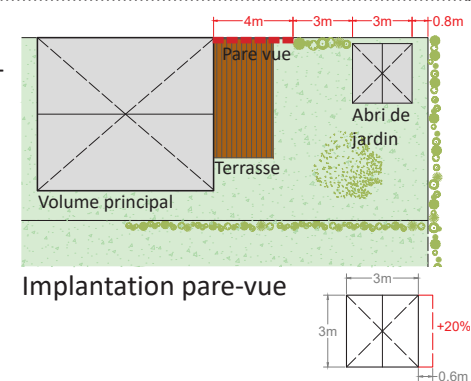 4m 3m 3m 0.8m
Pare vue
Abri de
jardin
Terrasse
Volume principal
Implantation pare-vue
3m
3m
+20%
0.6m